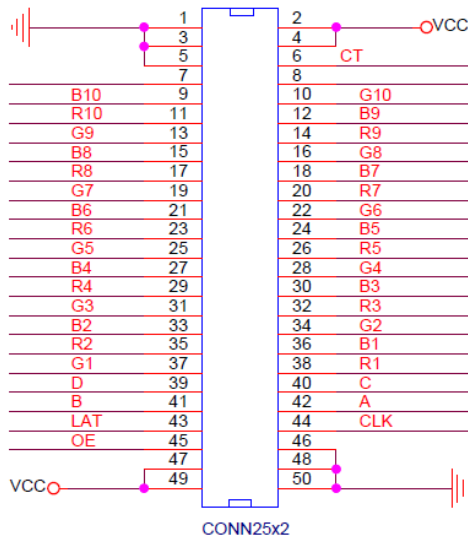 1 2 VCC
3 4
5 6 CT
7 8
B10 9 10 G10
R10 11 12 B9
G9 13 14 R9
B8 15 16 G8
R8 17 18 B7
G7 19 20 R7
B6 21 22 G6
R6 23 24 B5
G5 25 26 R5
B4 27 28 G4
R4 29 30 B3
G3 31 32 R3
B2 33 34 G2
R2 35 36 B1
G1 37 38 R1
D 39 40 C
B 41 42 A
LAT 43 44 CLK
OE 45 46
47 48
VCC 49 50
CONN25x2